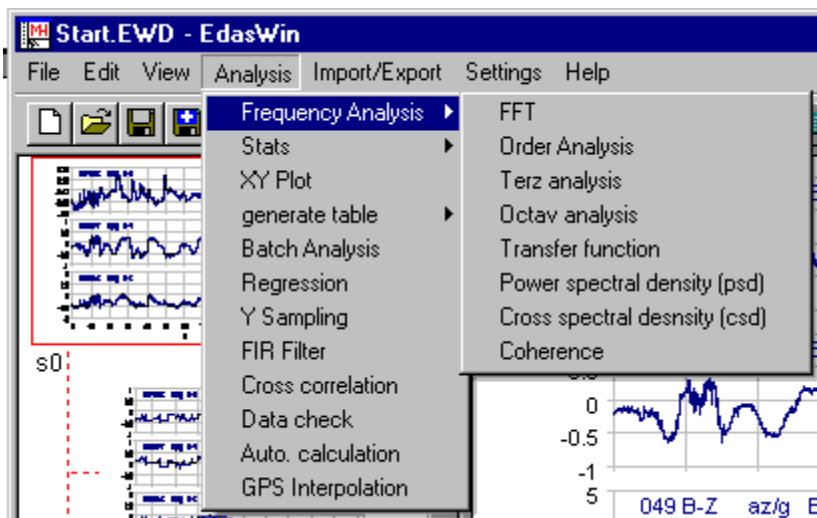 Start.EWD - EdasWin
File Edit View Analysis Import/Export Settings Help
Frequency Analysis
Stats
XY Plot
generate table
Batch Analysis
Regression
Y Sampling
FIR Filter
Cross correlation
Data check
Auto. calculation
GPS Interpolation
FFT
Order Analysis
Terz analysis
Octav analysis
Transfer function
Power spectral density (psd)
Cross spectral desnsity (csd)
Coherence
s0
0
-0.5
-1
5
049 B-Z az/g